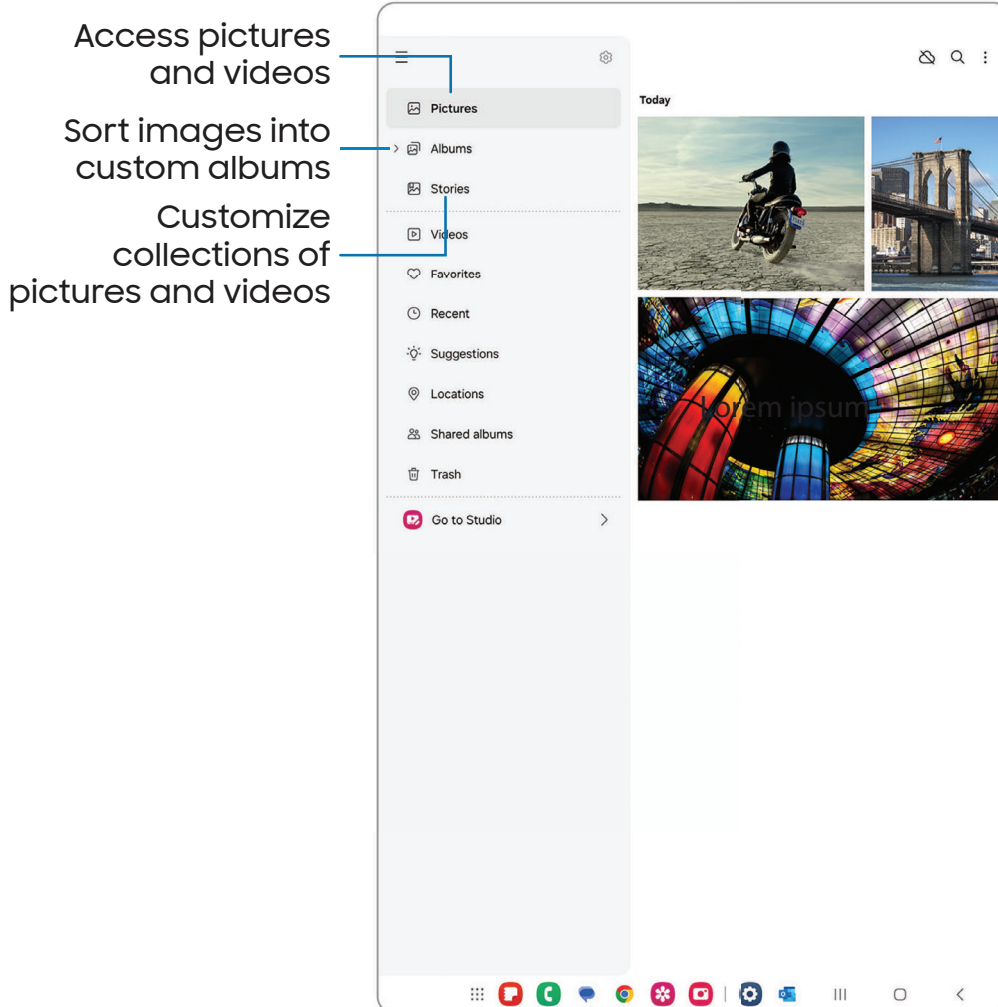 Access pictures
and videos
Sort images into
custom albums
Customize
collections of
pictures and videos
Pictures
Albums
Stories
Videos
Favorites
Recent
Suggestions
Locations
Shared albums
Trash
Go to Studio
Today
Lorem ipsum